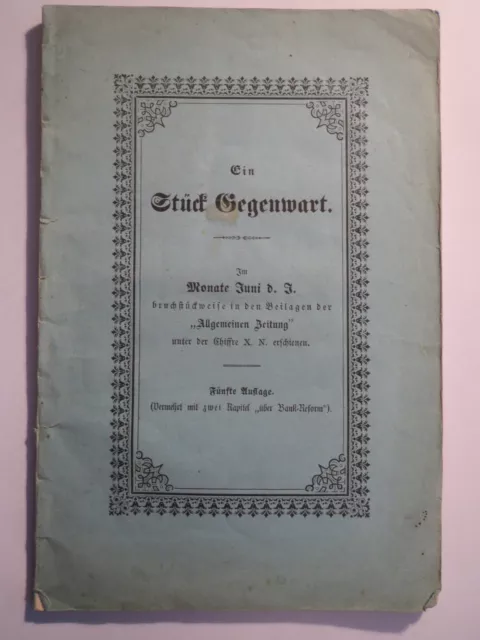 Ein
Stück Gegenwart.
Im
Monate Juni d. J.
bruchstückweise in den Beilagen der
„Allgemeinen Zeitung"
unter der Chiffre X. N. erschienen.
Fünfte Auflage.
(Vermehrt mit zwei Kapitel „über Bank-Reform").